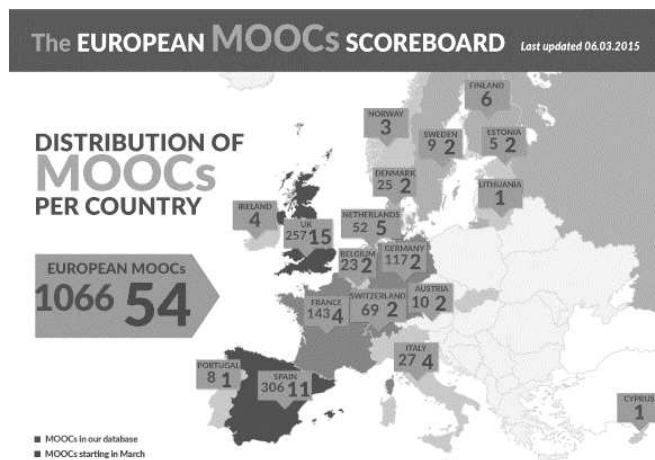 The EUROPEAN MOOCs SCOREBOARD Last updated 06.03.2015
DISTRIBUTION OF
MOOCs
PER COUNTRY
EUROPEAN MOOCs
1066 54
FINLAND
6
NORWAY
3
SWEDEN
9 2
ESTONIA
5 2
DENMARK
25 2
LITHUANIA
1
IRELAND
4
UK
257 15
NETHERLANDS
52 5
BELGIUM
23 2
GERMANY
117 2
FRANCE
143 4
SWITZERLAND
69 2
AUSTRIA
10 2
ITALY
27 4
PORTUGAL
8 1
SPAIN
306 11
CYPRUS
1
MOOCs in our database
MOOCs starting in March